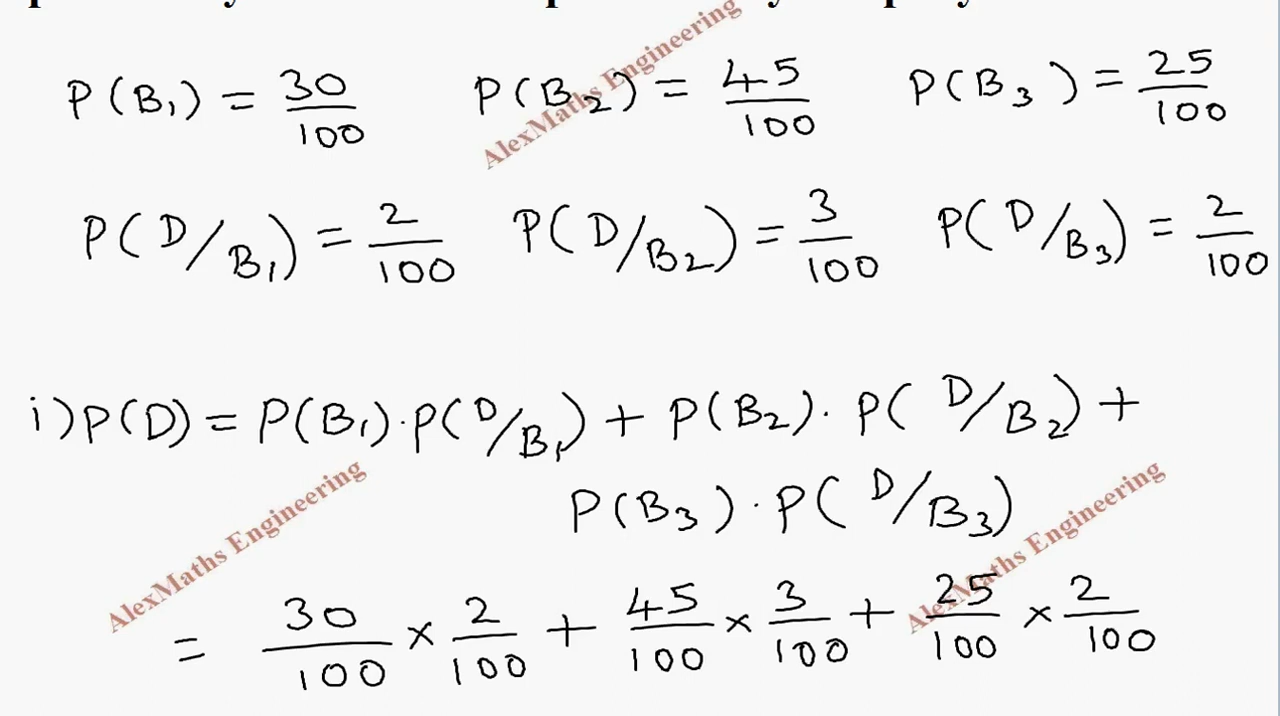 P(B₁) = 30/100 P(B₂) = 45/100 P(B₃) = 25/100
AlexMaths Engineering
P(D/B₁) = 2/100 P(D/B₂) = 3/100 P(D/B₃) = 2/100
i) P(D) = P(B₁)·P(D/B₁) + P(B₂)·P(D/B₂) +
P(B₃)·P(D/B₃)
AlexMaths Engineering
AlexMaths Engineering
= 30/100 × 2/100 + 45/100 × 3/100 + 25/100 × 2/100